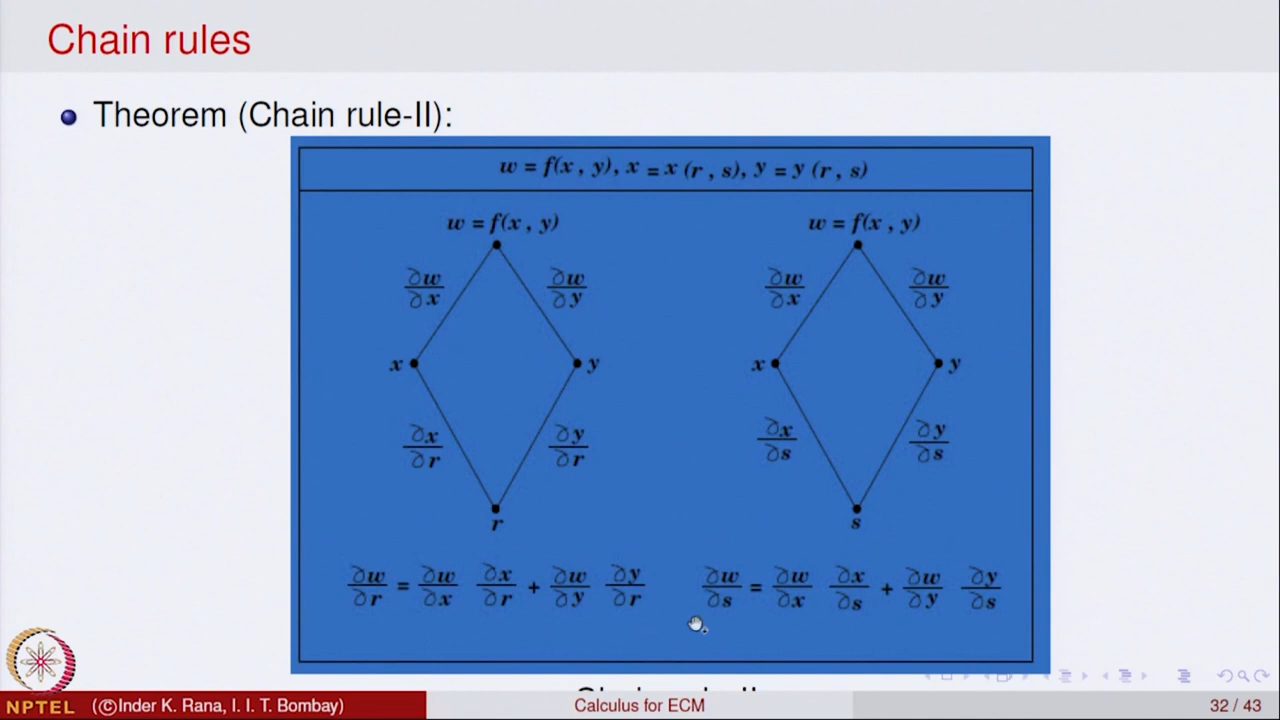 Chain rules
Theorem (Chain rule-II):
w = f(x , y), x = x (r , s), y = y (r , s)
w = f(x , y)
∂w/∂x
∂w/∂y
x
y
∂x/∂r
∂y/∂r
r
w = f(x , y)
∂w/∂x
∂w/∂y
x
y
∂x/∂s
∂y/∂s
s
∂w/∂r = ∂w/∂x ∂x/∂r + ∂w/∂y ∂y/∂r
∂w/∂s = ∂w/∂x ∂x/∂s + ∂w/∂y ∂y/∂s
NPTEL
(©Inder K. Rana, I. I. T. Bombay)
Calculus for ECM
32 / 43